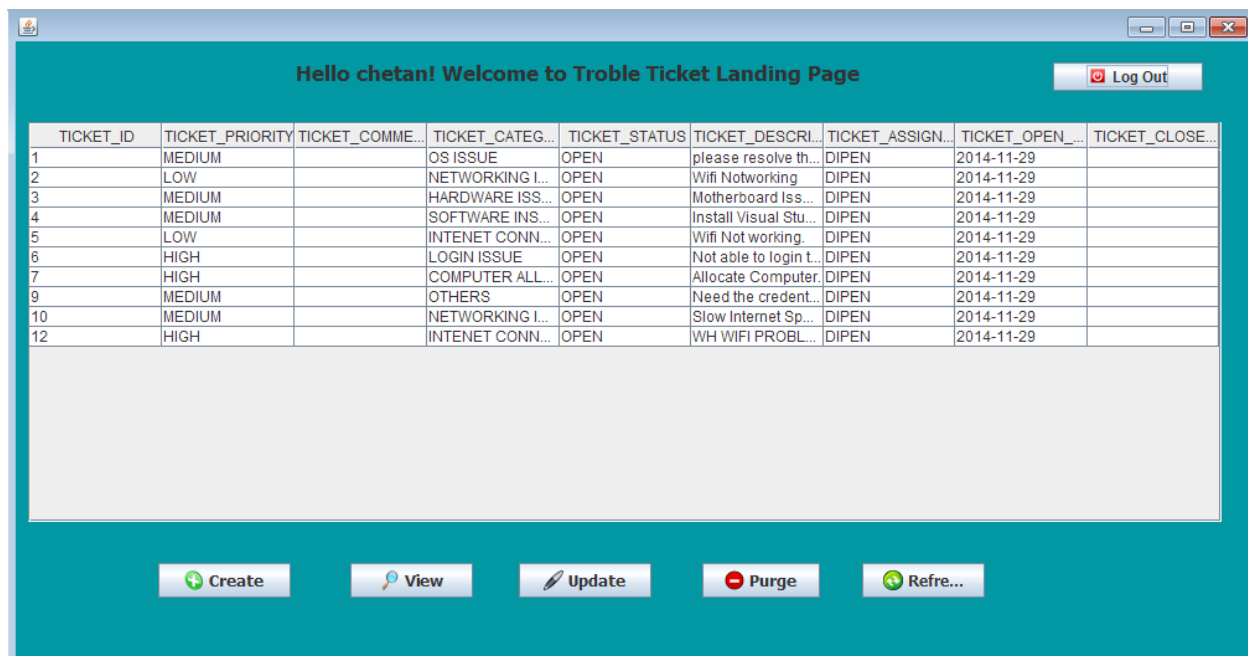 Hello chetan! Welcome to Troble Ticket Landing Page
Log Out
TICKET_ID TICKET_PRIORITY TICKET_COMME... TICKET_CATEG... TICKET_STATUS TICKET_DESCRI... TICKET_ASSIGN... TICKET_OPEN_... TICKET_CLOSE...
1 MEDIUM OS ISSUE OPEN please resolve th... DIPEN 2014-11-29
2 LOW NETWORKING I... OPEN Wifi Notworking DIPEN 2014-11-29
3 MEDIUM HARDWARE ISS... OPEN Motherboard Iss... DIPEN 2014-11-29
4 MEDIUM SOFTWARE INS... OPEN Install Visual Stu... DIPEN 2014-11-29
5 LOW INTENET CONN... OPEN Wifi Not working. DIPEN 2014-11-29
6 HIGH LOGIN ISSUE OPEN Not able to login t... DIPEN 2014-11-29
7 HIGH COMPUTER ALL... OPEN Allocate Computer. DIPEN 2014-11-29
9 MEDIUM OTHERS OPEN Need the credent... DIPEN 2014-11-29
10 MEDIUM NETWORKING I... OPEN Slow Internet Sp... DIPEN 2014-11-29
12 HIGH INTENET CONN... OPEN WH WIFI PROBL... DIPEN 2014-11-29
Create View Update Purge Refre...